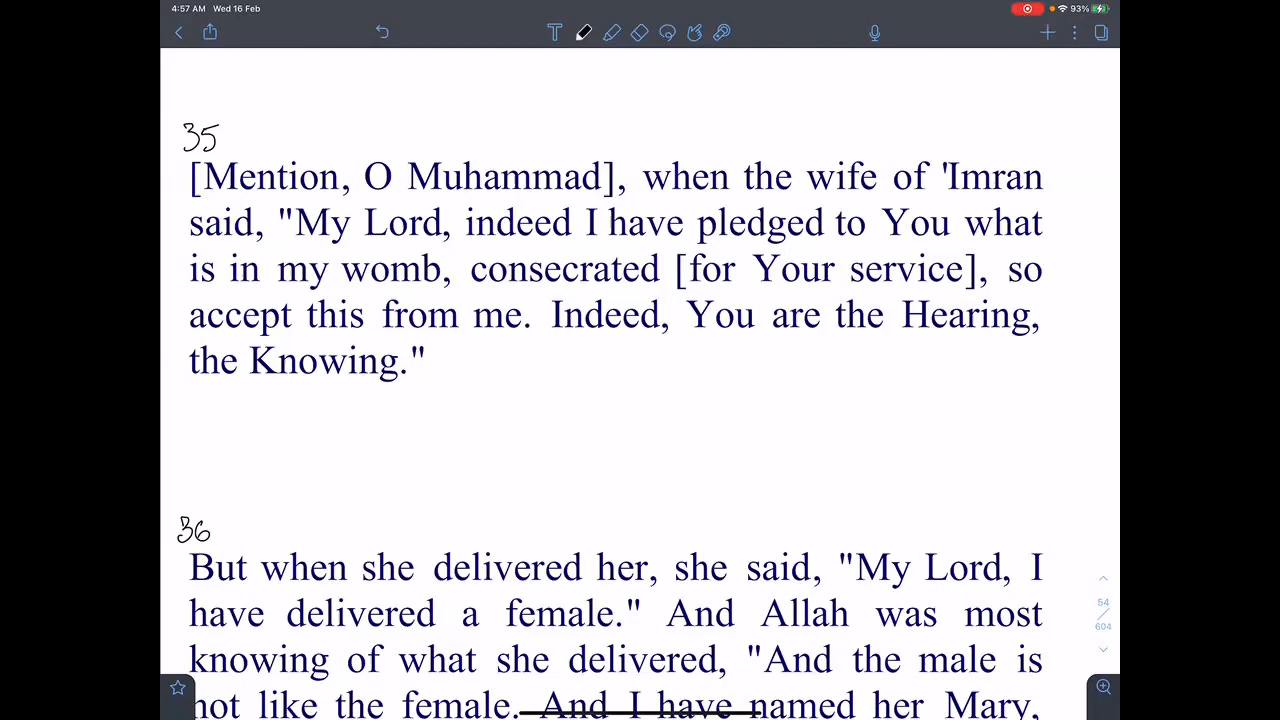 4:57 AM Wed 16 Feb
93%
35
[Mention, O Muhammad], when the wife of 'Imran
said, "My Lord, indeed I have pledged to You what
is in my womb, consecrated [for Your service], so
accept this from me. Indeed, You are the Hearing,
the Knowing."
36
But when she delivered her, she said, "My Lord, I
have delivered a female." And Allah was most
knowing of what she delivered, "And the male is
not like the female. And I have named her Mary,
54
604